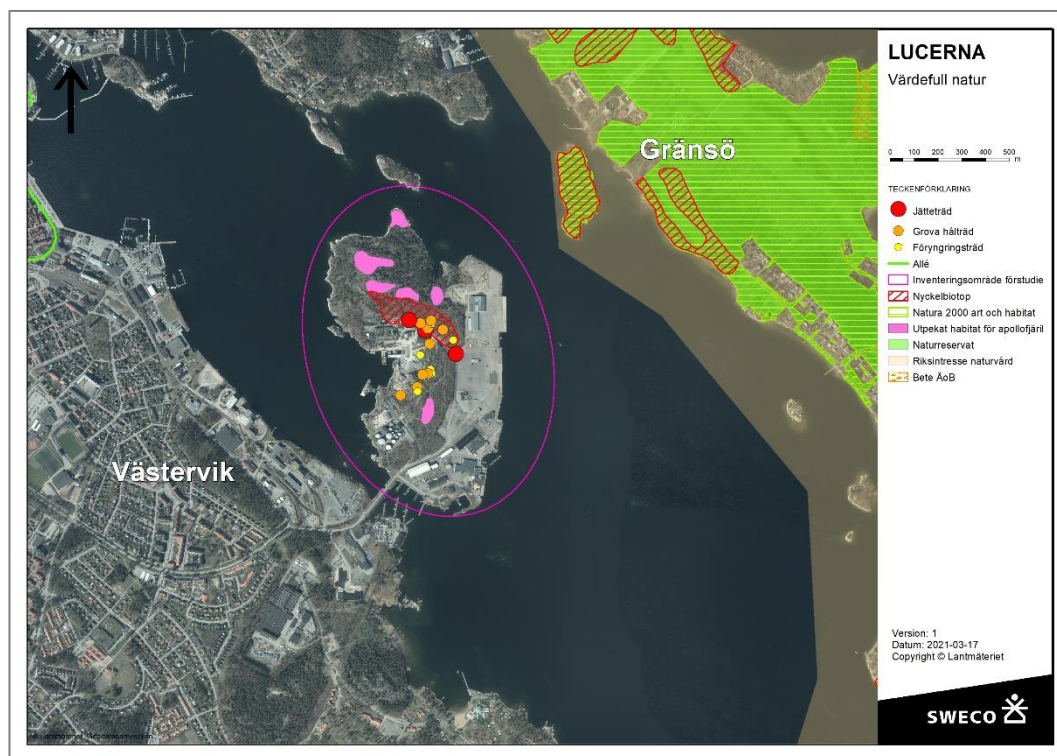 LUCERNA
Värdefull natur
0 100 200 300 400 500
m
TECKENFÖRKLARING
Jätteträd
Grova hålträd
Föryngringsträd
Allé
Inventeringsområde förstudie
Nyckelbiotop
Natura 2000 art och habitat
Utpekat habitat för apollofjäril
Naturreservat
Riksintresse naturvård
Bete ÄoB
Gränsö
Västervik
Version: 1
Datum: 2021-03-17
Copyright © Lantmäteriet
SWECO